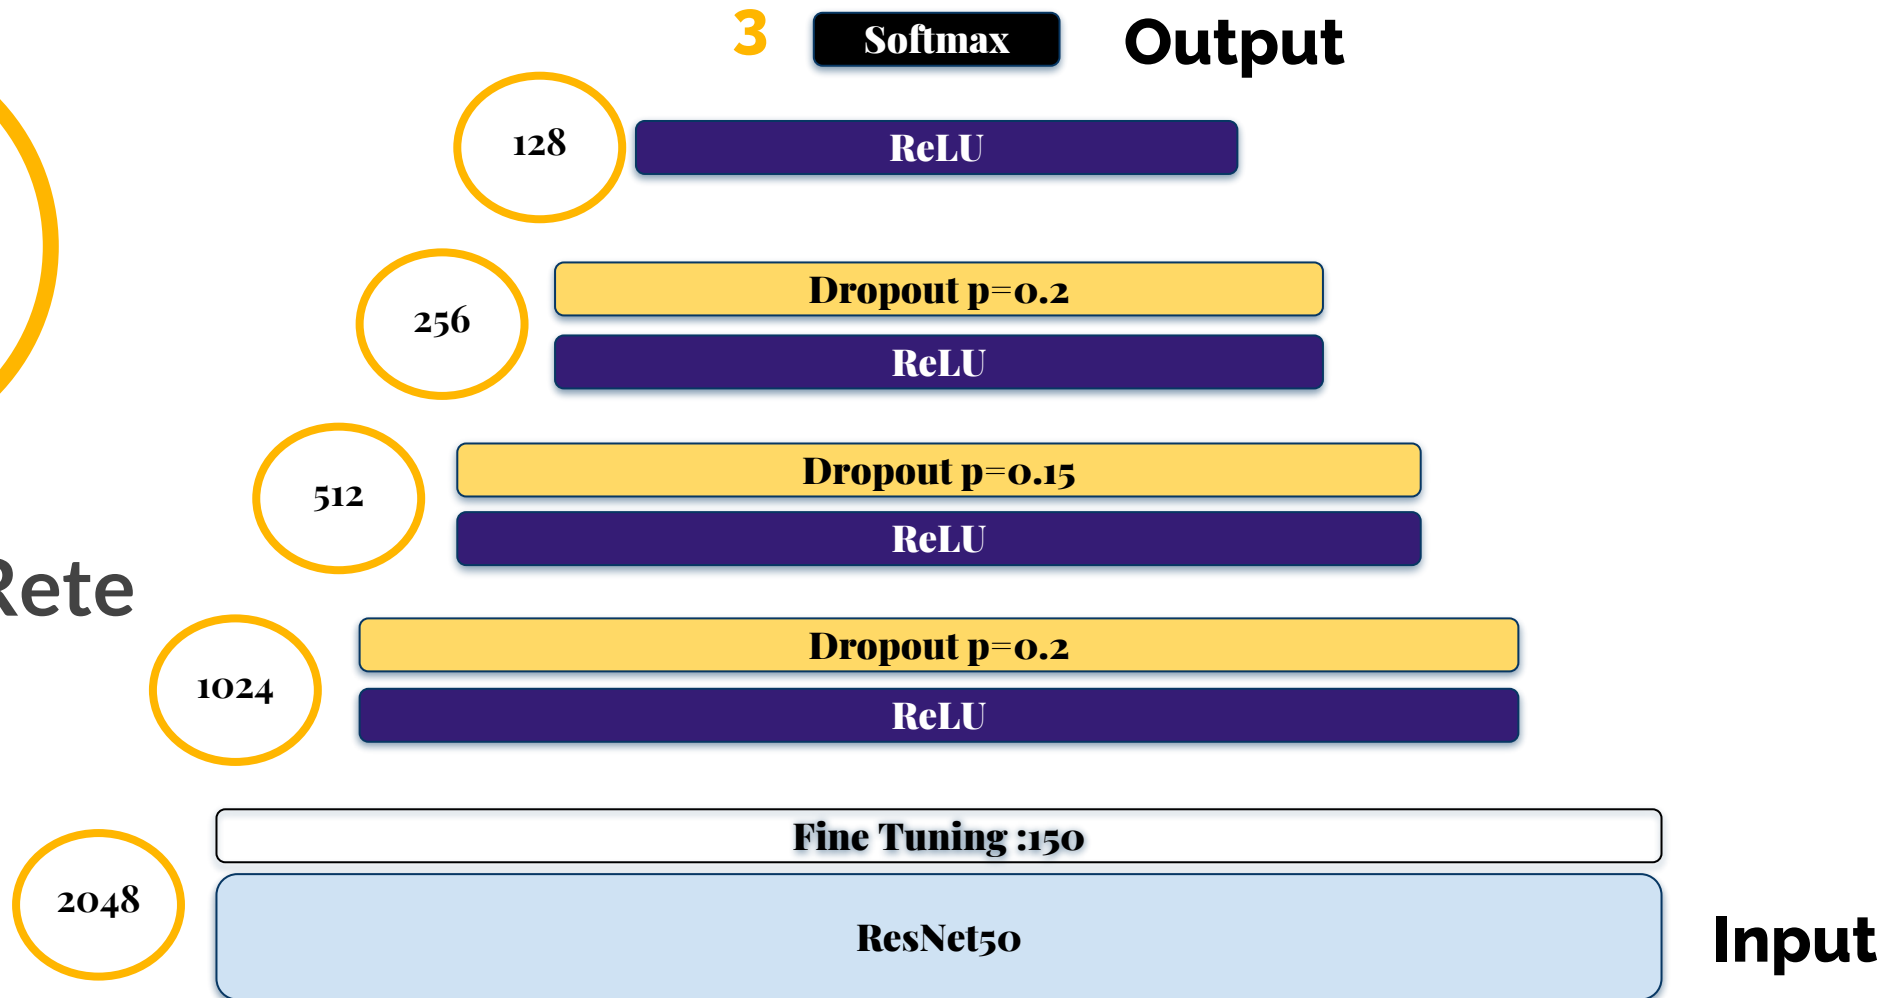 3 Softmax Output
128 ReLU
Dropout p=0.2
256
ReLU
Dropout p=0.15
512
ReLU
Rete
Dropout p=0.2
1024
ReLU
Fine Tuning :150
2048
ResNet50 Input